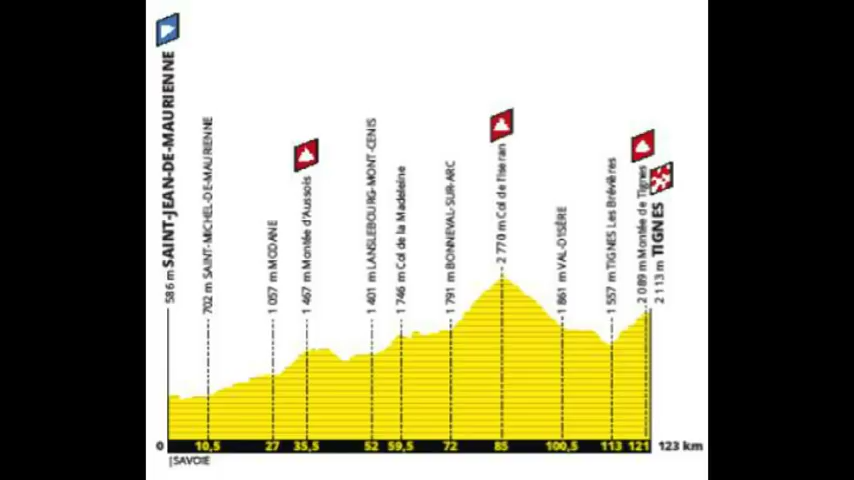 586 m SAINT-JEAN-DE-MAURIENNE
702 m SAINT-MICHEL-DE-MAURIENNE
1 057 m MODANE
1 467 m Montée d'Aussois
1 401 m LANSLEBOURG-MONT-CENIS
1 746 m Col de la Madeleine
1 791 m BONNEVAL-SUR-ARC
2 770 m Col de l'Iseran
1 861 m VAL-D'ISÈRE
1 557 m TIGNES Les Brévières
2 089 m Montée de Tignes
2 113 m TIGNES
0 10,5 27 35,5 52 59,5 72 85 100,5 113 121 123 km
SAVOIE